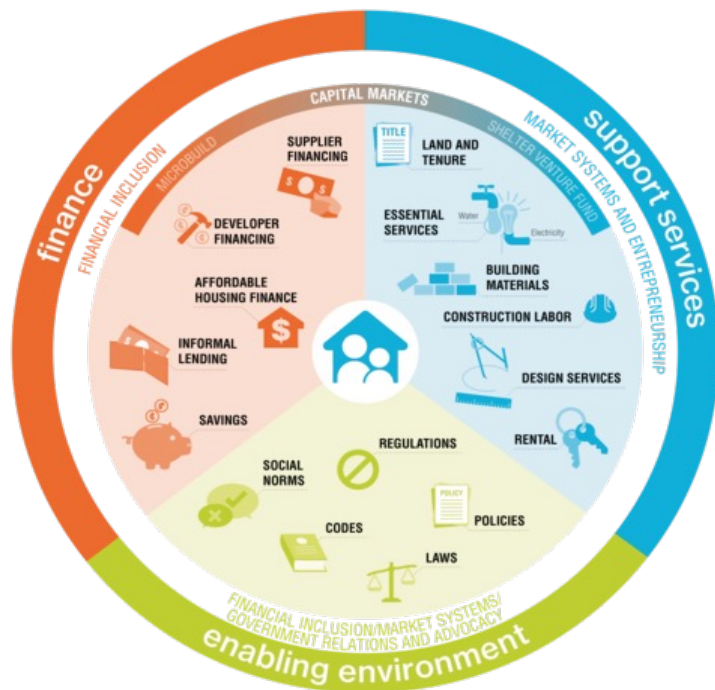 finance
FINANCIAL INCLUSION
MICROBUILD
CAPITAL MARKETS
SHELTER VENTURE FUND
MARKET SYSTEMS AND ENTREPRENEURSHIP
support services
SUPPLIER
FINANCING
DEVELOPER
FINANCING
AFFORDABLE
HOUSING FINANCE
INFORMAL
LENDING
SAVINGS
TITLE
LAND AND
TENURE
ESSENTIAL
SERVICES
Water
Electricity
BUILDING
MATERIALS
CONSTRUCTION LABOR
DESIGN SERVICES
RENTAL
REGULATIONS
SOCIAL
NORMS
POLICY
POLICIES
CODES
LAWS
FINANCIAL INCLUSION/MARKET SYSTEMS/
GOVERNMENT RELATIONS AND ADVOCACY
enabling environment